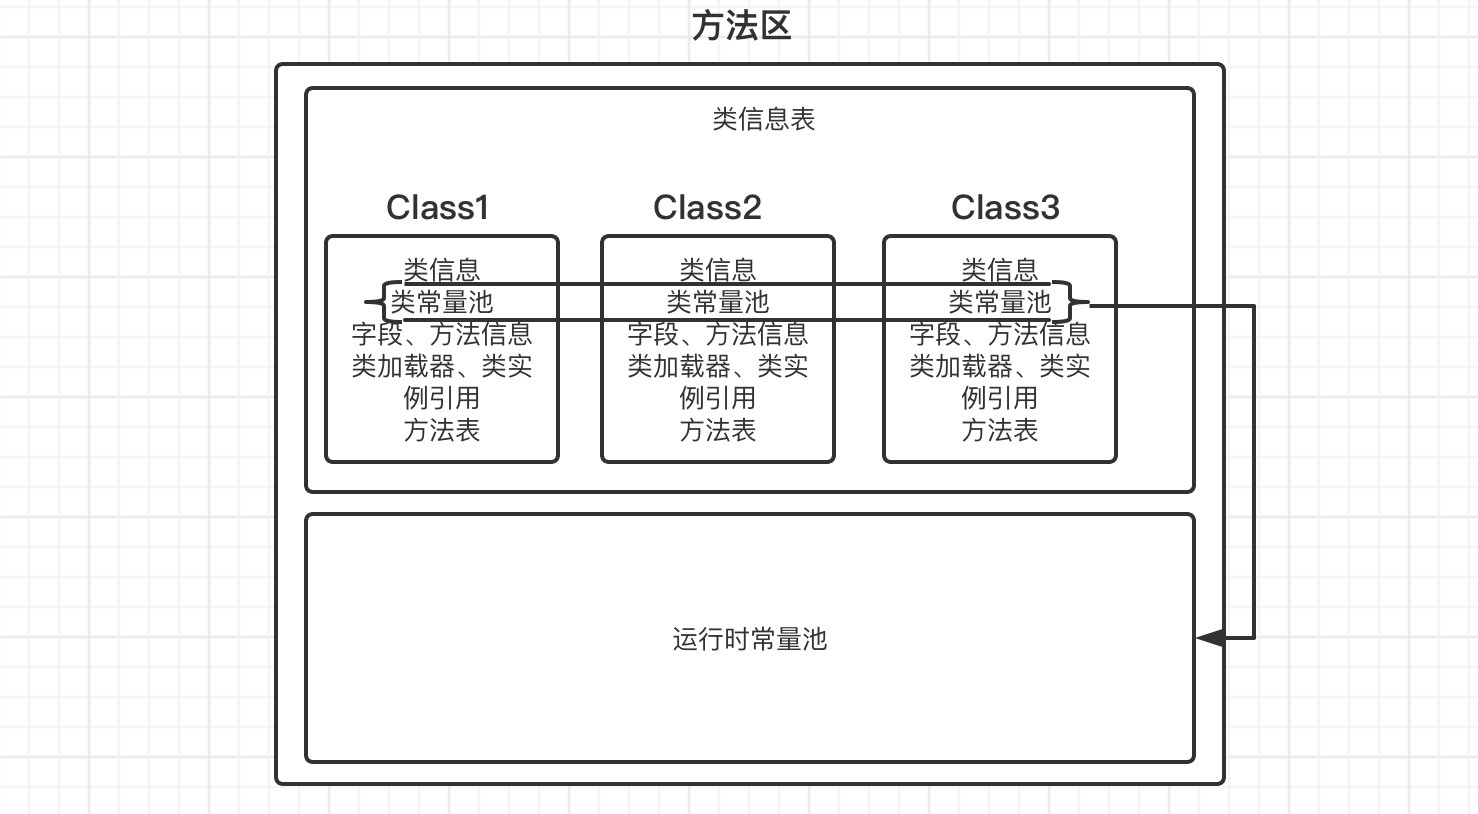 方法区
类信息表
Class1
类信息
类常量池
字段、方法信息
类加载器、类实
例引用
方法表
Class2
类信息
类常量池
字段、方法信息
类加载器、类实
例引用
方法表
Class3
类信息
类常量池
字段、方法信息
类加载器、类实
例引用
方法表
运行时常量池